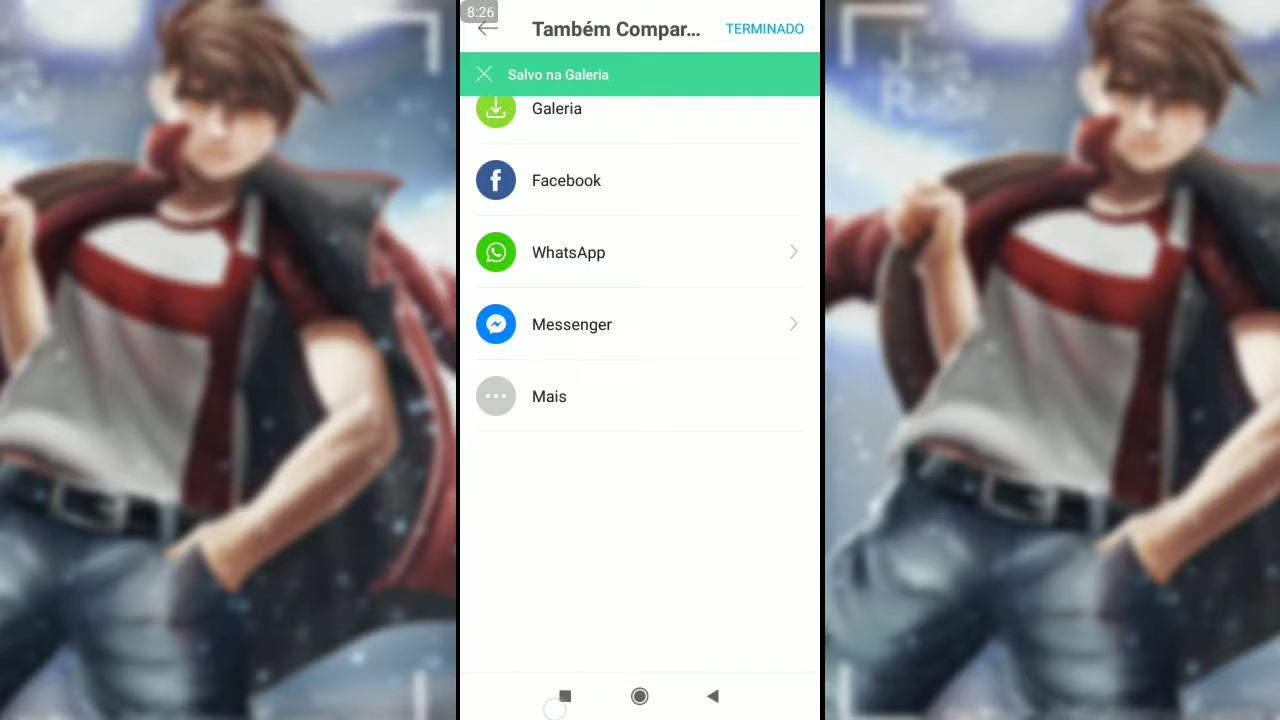 8:26
Também Compar...
TERMINADO
Salvo na Galeria
Galeria
Facebook
WhatsApp
Messenger
Mais